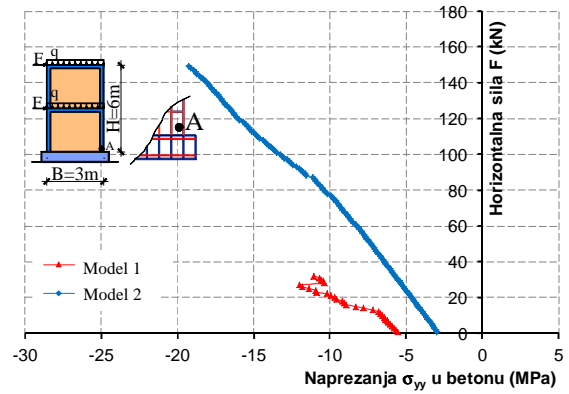 q
F
q
F
H=6m
A
B=3m
A
Model 1
Model 2
180
160
140
120
100
80
60
40
20
0
Horizontalna sila F (kN)
-30 -25 -20 -15 -10 -5 0 5
Naprezanja σyy u betonu (MPa)